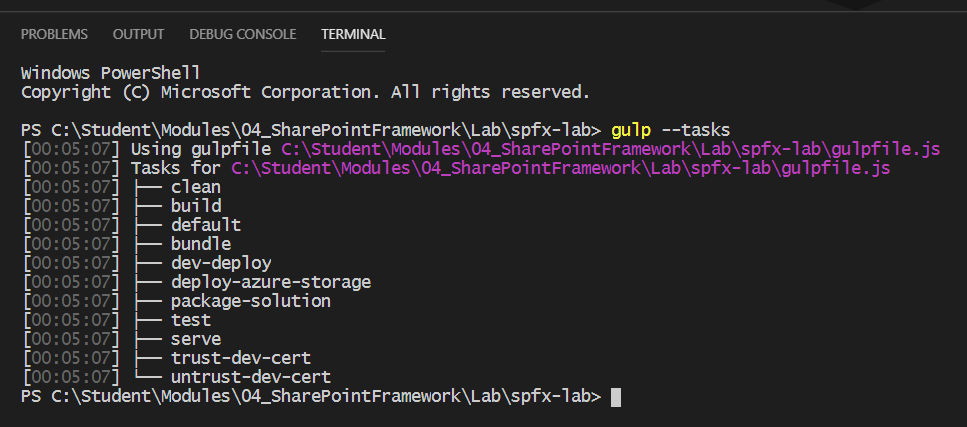 PROBLEMS OUTPUT DEBUG CONSOLE TERMINAL
Windows PowerShell
Copyright (C) Microsoft Corporation. All rights reserved.
PS C:\Student\Modules\04_SharePointFramework\Lab\spfx-lab> gulp --tasks
[00:05:07] Using gulpfile C:\Student\Modules\04_SharePointFramework\Lab\spfx-lab\gulpfile.js
[00:05:07] Tasks for C:\Student\Modules\04_SharePointFramework\Lab\spfx-lab\gulpfile.js
[00:05:07] ├── clean
[00:05:07] ├── build
[00:05:07] ├── default
[00:05:07] ├── bundle
[00:05:07] ├── dev-deploy
[00:05:07] ├── deploy-azure-storage
[00:05:07] ├── package-solution
[00:05:07] ├── test
[00:05:07] ├── serve
[00:05:07] ├── trust-dev-cert
[00:05:07] └── untrust-dev-cert
PS C:\Student\Modules\04_SharePointFramework\Lab\spfx-lab>